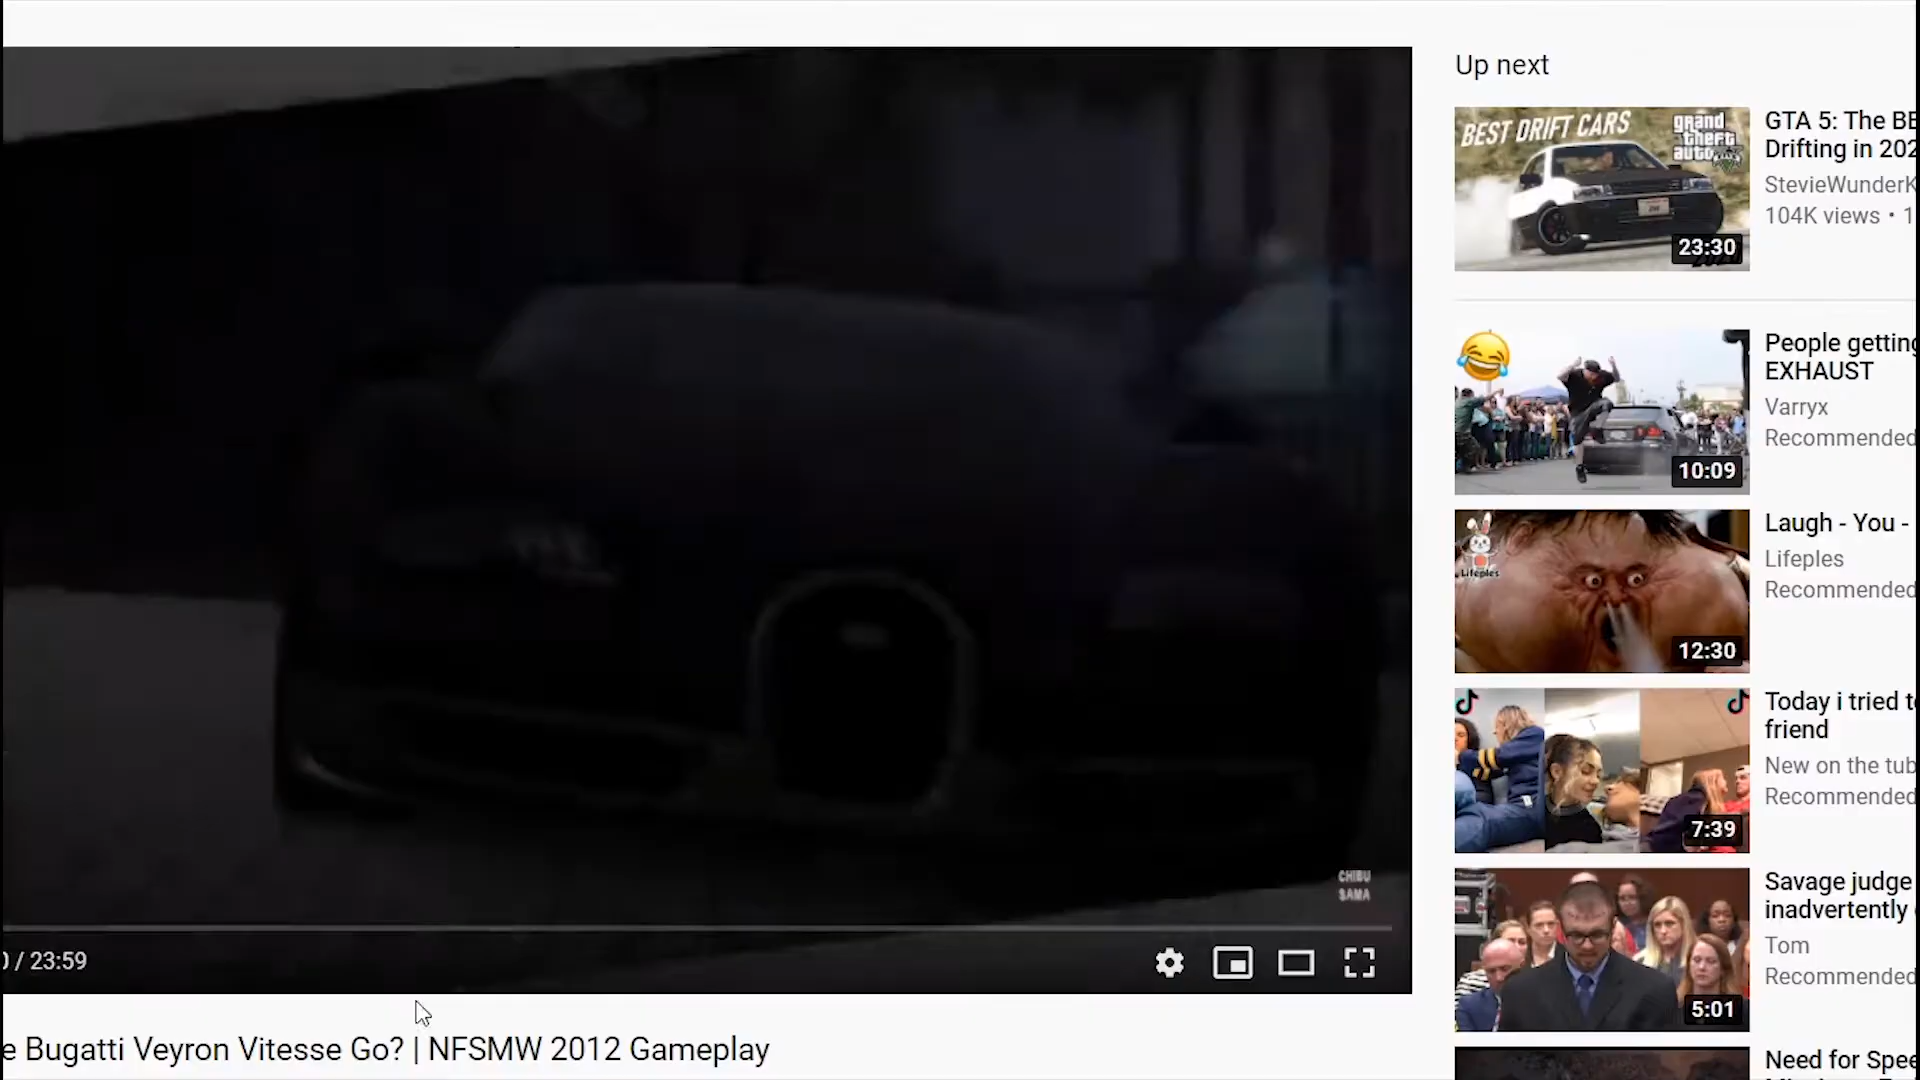 Up next
BEST DRIFT CARS
grand
theft
auto
23:30
GTA 5: The BE
Drifting in 202
StevieWunderK
104K views • 1
10:09
People getting
EXHAUST
Varryx
Recommended
Lifeples
12:30
Laugh - You -
Lifeples
Recommended
7:39
Today i tried to
friend
New on the tub
Recommended
5:01
Savage judge
inadvertently
Tom
Recommended
Need for Spee
CHIBU
SAMA
/ 23:59
e Bugatti Veyron Vitesse Go? | NFSMW 2012 Gameplay